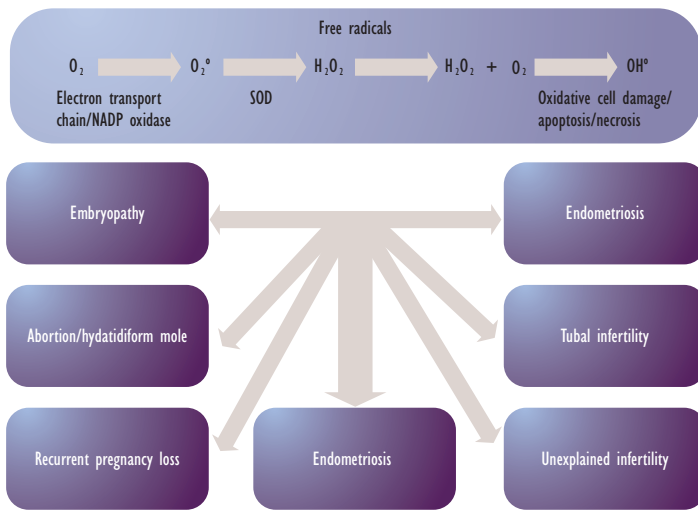 Free radicals
O₂ O₂° H₂O₂ H₂O₂ + O₂ OH°
Electron transport
chain/NADP oxidase
SOD
Oxidative cell damage/
apoptosis/necrosis
Embryopathy
Endometriosis
Abortion/hydatidiform mole
Tubal infertility
Recurrent pregnancy loss
Endometriosis
Unexplained infertility